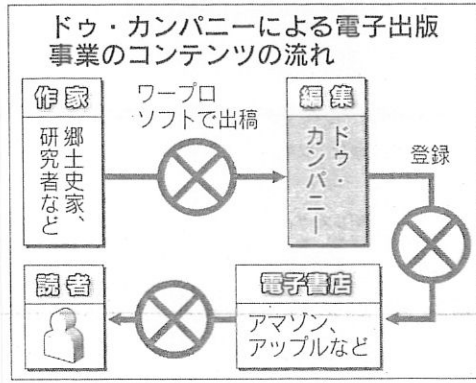 ドゥ・カンパニーによる電子出版
事業のコンテンツの流れ
作家
郷土史家、
研究者など
ワープロ
ソフトで出稿
編集
ドゥ・
カンパニー
登録
電子書店
アマゾン、
アップルなど
読者